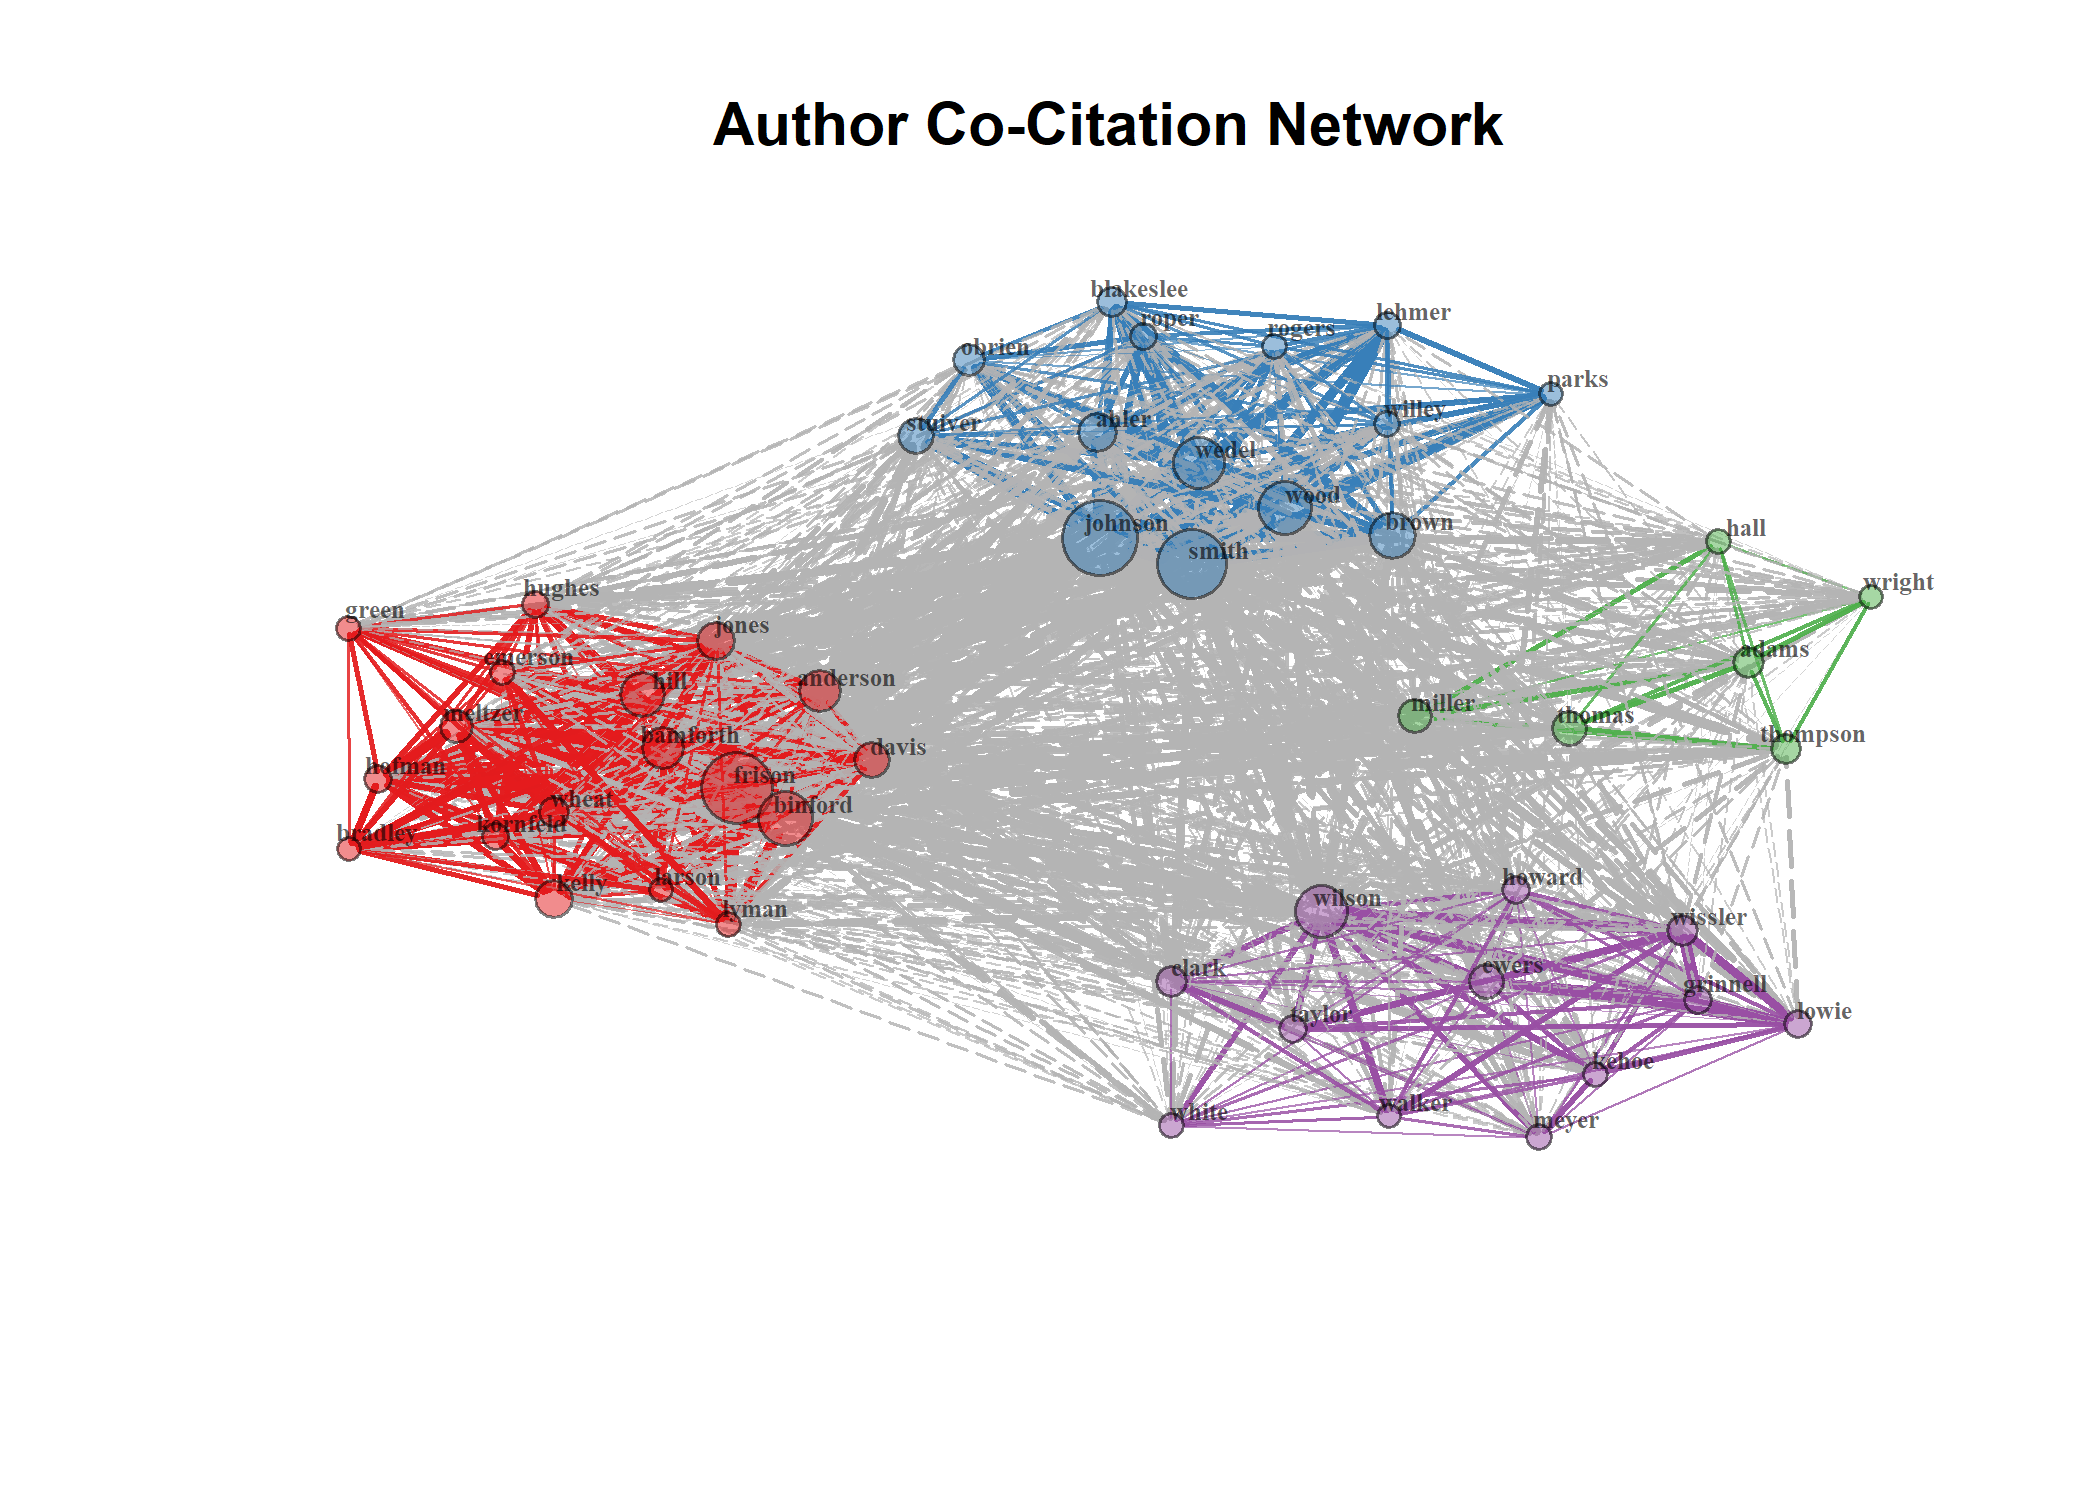 Author Co-Citation Network
blakeslee
lehmer
roper
rogers
obrien
parks
willey
ahler
stuiver
wedel
wood
johnson
brown
hall
smith
wright
hughes
green
jones
adams
emerson
anderson
hill
miller
meltzer
thomas
bamforth
thompson
davis
hofman
frison
wheat
binford
kornfeld
bradley
larson
howard
kelly
wilson
lyman
wissler
ewers
clark
grinnell
taylor
lowie
kehoe
walker
white
meyer